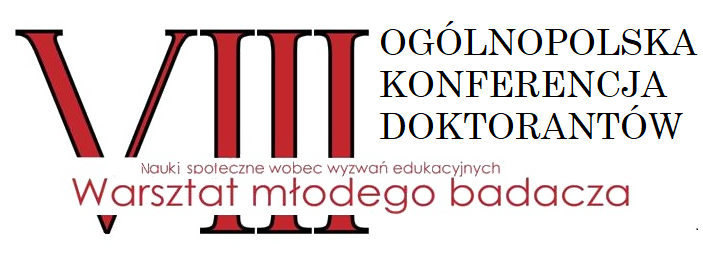 VIII
OGÓLNOPOLSKA
KONFERENCJA
DOKTORANTÓW
Nauki społeczne wobec wyzwań edukacyjnych
Warsztat młodego badacza